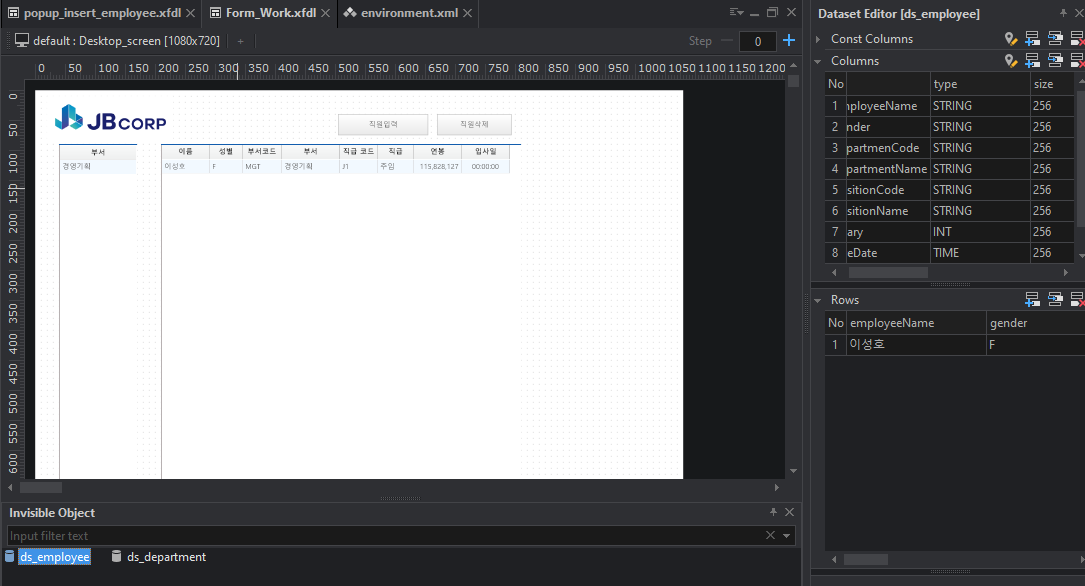 popup_insert_employee.xfdl
Form_Work.xfdl
environment.xml
default : Desktop_screen [1080x720]
+
Step
0
0 50 100 150 200 250 300 350 400 450 500 550 600 650 700 750 800 850 900 950 1000 1050 1100 1150 1200
0
50
100
150
200
250
300
350
400
450
500
550
600
JBCORP
직원입력 직원삭제
부서
경영기획
이름 성별 부서코드 부서 직급 코드 직급 연봉 입사일
이성호 F MGT 경영기획 J1 주임 115,828,127 00:00:00
Invisible Object
Input filter text
ds_employee ds_department
Dataset Editor [ds_employee]
Const Columns
Columns
No type size
1 nployeeName STRING 256
2 nder STRING 256
3 partmenCode STRING 256
4 partmentName STRING 256
5 sitionCode STRING 256
6 sitionName STRING 256
7 ary INT 256
8 eDate TIME 256
Rows
No employeeName gender
1 이성호 F